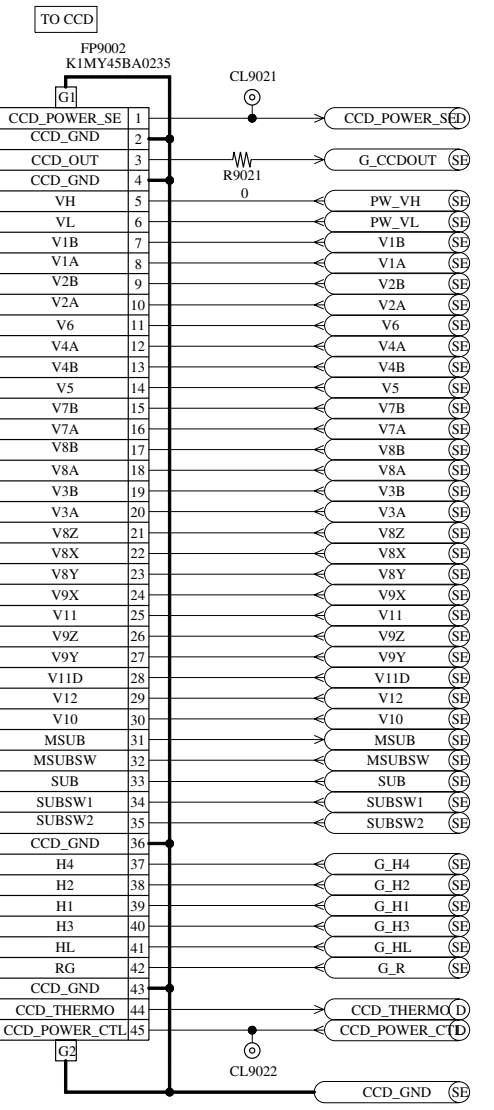 TO CCD
FP9002
K1MY45BA0235
CL9021
G1
CCD_POWER_SE 1 CCD_POWER_SED
CCD_GND 2
CCD_OUT 3 G_CCDOUT SE
R9021
0
CCD_GND 4
VH 5 PW_VH SE
VL 6 PW_VL SE
V1B 7 V1B SE
V1A 8 V1A SE
V2B 9 V2B SE
V2A 10 V2A SE
V6 11 V6 SE
V4A 12 V4A SE
V4B 13 V4B SE
V5 14 V5 SE
V7B 15 V7B SE
V7A 16 V7A SE
V8B 17 V8B SE
V8A 18 V8A SE
V3B 19 V3B SE
V3A 20 V3A SE
V8Z 21 V8Z SE
V8X 22 V8X SE
V8Y 23 V8Y SE
V9X 24 V9X SE
V11 25 V11 SE
V9Z 26 V9Z SE
V9Y 27 V9Y SE
V11D 28 V11D SE
V12 29 V12 SE
V10 30 V10 SE
MSUB 31 MSUB SE
MSUBSW 32 MSUBSW SE
SUB 33 SUB SE
SUBSW1 34 SUBSW1 SE
SUBSW2 35 SUBSW2 SE
CCD_GND 36
H4 37 G_H4 SE
H2 38 G_H2 SE
H1 39 G_H1 SE
H3 40 G_H3 SE
HL 41 G_HL SE
RG 42 G_R SE
CCD_GND 43
CCD_THERMO 44 CCD_THERMO D
CCD_POWER_CTL 45 CCD_POWER_CTL D
G2
CL9022
CCD_GND SE